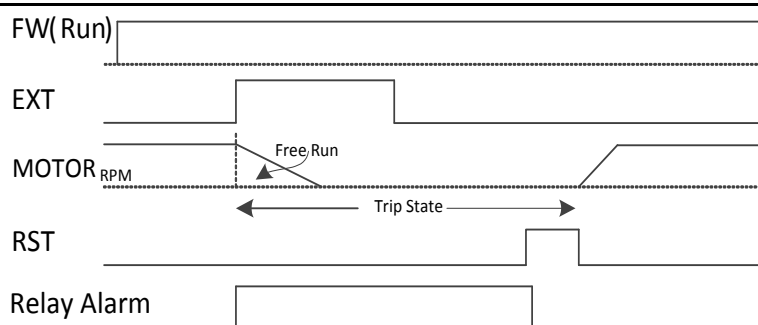 FW(Run)
EXT
Free Run
MOTOR RPM
Trip State
RST
Relay Alarm